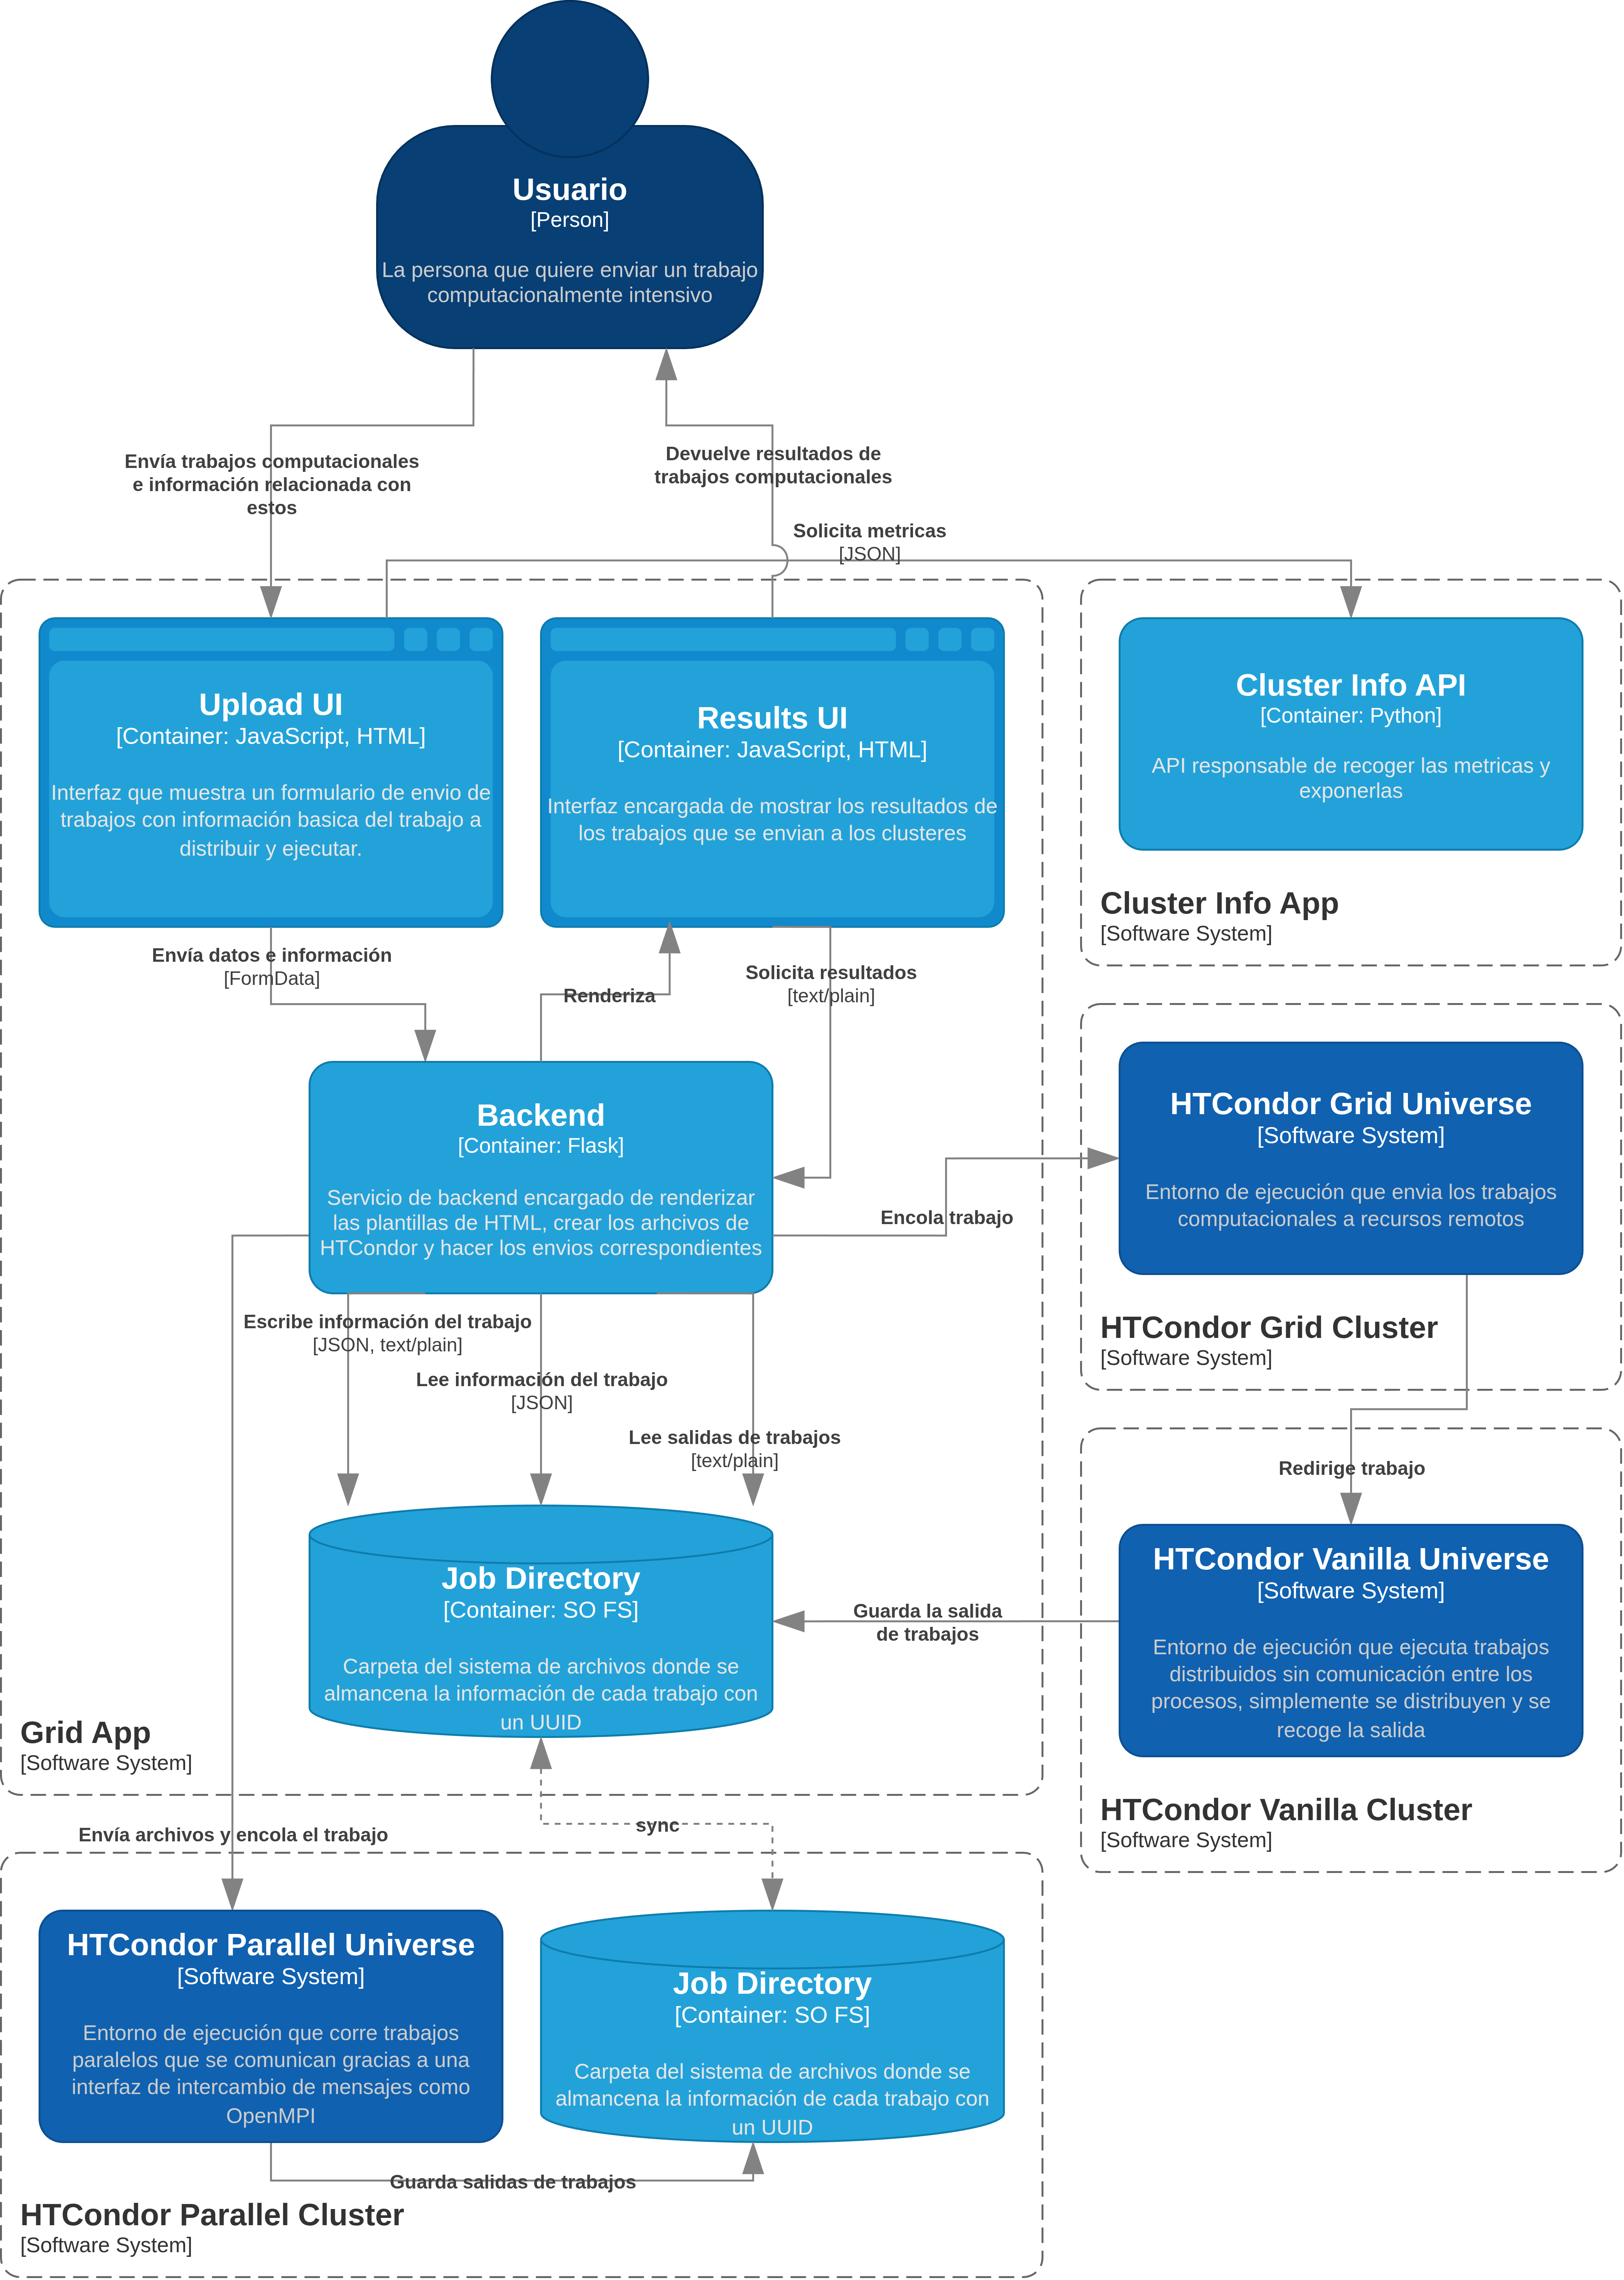 Usuario
[Person]
La persona que quiere enviar un trabajo
computacionalmente intensivo
Envía trabajos computacionales
e información relacionada con
estos
Devuelve resultados de
trabajos computacionales
Solicita metricas
[JSON]
Upload UI
[Container: JavaScript, HTML]
Interfaz que muestra un formulario de envio de
trabajos con información basica del trabajo a
distribuir y ejecutar.
Results UI
[Container: JavaScript, HTML]
Interfaz encargada de mostrar los resultados de
los trabajos que se envian a los clusteres
Cluster Info API
[Container: Python]
API responsable de recoger las metricas y
exponerlas
Cluster Info App
[Software System]
Envía datos e información
[FormData]
Renderiza
Solicita resultados
[text/plain]
Backend
[Container: Flask]
Servicio de backend encargado de renderizar
las plantillas de HTML, crear los arhcivos de
HTCondor y hacer los envios correspondientes
Encola trabajo
HTCondor Grid Universe
[Software System]
Entorno de ejecución que envia los trabajos
computacionales a recursos remotos
HTCondor Grid Cluster
[Software System]
Escribe información del trabajo
[JSON, text/plain]
Lee información del trabajo
[JSON]
Lee salidas de trabajos
[text/plain]
Redirige trabajo
Job Directory
[Container: SO FS]
Carpeta del sistema de archivos donde se
almancena la información de cada trabajo con
un UUID
Guarda la salida
de trabajos
HTCondor Vanilla Universe
[Software System]
Entorno de ejecución que ejecuta trabajos
distribuidos sin comunicación entre los
procesos, simplemente se distribuyen y se
recoge la salida
Grid App
[Software System]
HTCondor Vanilla Cluster
[Software System]
Envía archivos y encola el trabajo
sync
HTCondor Parallel Universe
[Software System]
Entorno de ejecución que corre trabajos
paralelos que se comunican gracias a una
interfaz de intercambio de mensajes como
OpenMPI
Job Directory
[Container: SO FS]
Carpeta del sistema de archivos donde se
almancena la información de cada trabajo con
un UUID
Guarda salidas de trabajos
HTCondor Parallel Cluster
[Software System]